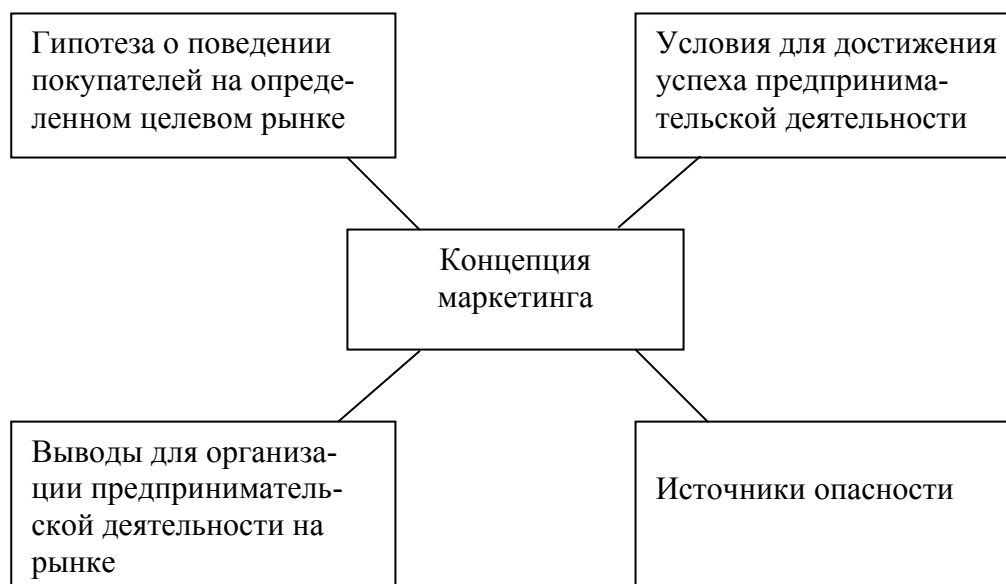 Гипотеза о поведении
покупателей на опреде-
ленном целевом рынке
Условия для достижения
успеха предпринима-
тельской деятельности
Концепция
маркетинга
Выводы для организа-
ции предприниматель-
ской деятельности на
рынке
Источники опасности